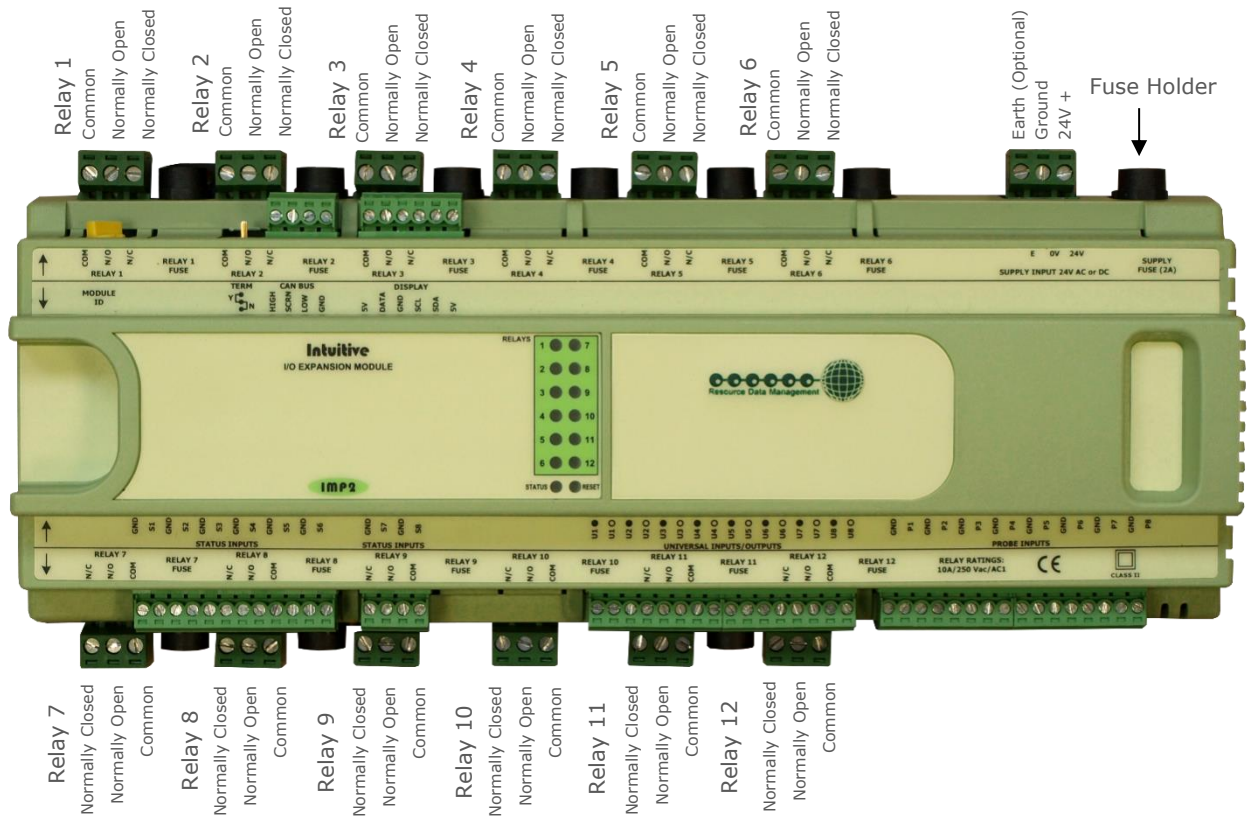 Relay 1
Common
Normally Open
Normally Closed
Relay 2
Common
Normally Open
Normally Closed
Relay 3
Common
Normally Open
Normally Closed
Relay 4
Common
Normally Open
Normally Closed
Relay 5
Common
Normally Open
Normally Closed
Relay 6
Common
Normally Open
Normally Closed
Earth (Optional)
Ground
24V +
Fuse Holder
COM N/O N/C
RELAY 1
RELAY 1
FUSE
COM N/O N/C
RELAY 2
RELAY 2
FUSE
COM N/O N/C
RELAY 3
RELAY 3
FUSE
COM N/O N/C
RELAY 4
RELAY 4
FUSE
COM N/O N/C
RELAY 5
RELAY 5
FUSE
COM N/O N/C
RELAY 6
RELAY 6
FUSE
E 0V 24V
SUPPLY INPUT 24V AC or DC
SUPPLY
FUSE (2A)
MODULE
ID
TERM
Y N
CAN BUS
HIGH SCRN LOW GND
DISPLAY
5V DATA GND SCL SDA 5V
Intuitive
I/O EXPANSION MODULE
IMP2
RELAYS
1 7
2 8
3 9
4 10
5 11
6 12
STATUS RESET
Resource Data Management
GND S1 GND S2 GND S3 GND S4 GND S5 GND S6
STATUS INPUTS
GND S7 GND S8
STATUS INPUTS
U1 U1 U2 U2 U3 U3 U4 U4 U5 U5 U6 U6 U7 U7 U8 U8
UNIVERSAL INPUTS/OUTPUTS
GND P1 GND P2 GND P3 GND P4 GND P5 GND P6 GND P7 GND P8
PROBE INPUTS
RELAY 7
N/C N/O COM
RELAY 7
FUSE
RELAY 8
N/C N/O COM
RELAY 8
FUSE
RELAY 9
N/C N/O COM
RELAY 9
FUSE
RELAY 10
N/C N/O COM
RELAY 10
FUSE
RELAY 11
N/C N/O COM
RELAY 11
FUSE
RELAY 12
N/C N/O COM
RELAY 12
FUSE
RELAY RATINGS:
10A/250 Vac/AC1
CE
CLASS II
Relay 7
Normally Closed
Normally Open
Common
Relay 8
Normally Closed
Normally Open
Common
Relay 9
Normally Closed
Normally Open
Common
Relay 10
Normally Closed
Normally Open
Common
Relay 11
Normally Closed
Normally Open
Common
Relay 12
Normally Closed
Normally Open
Common